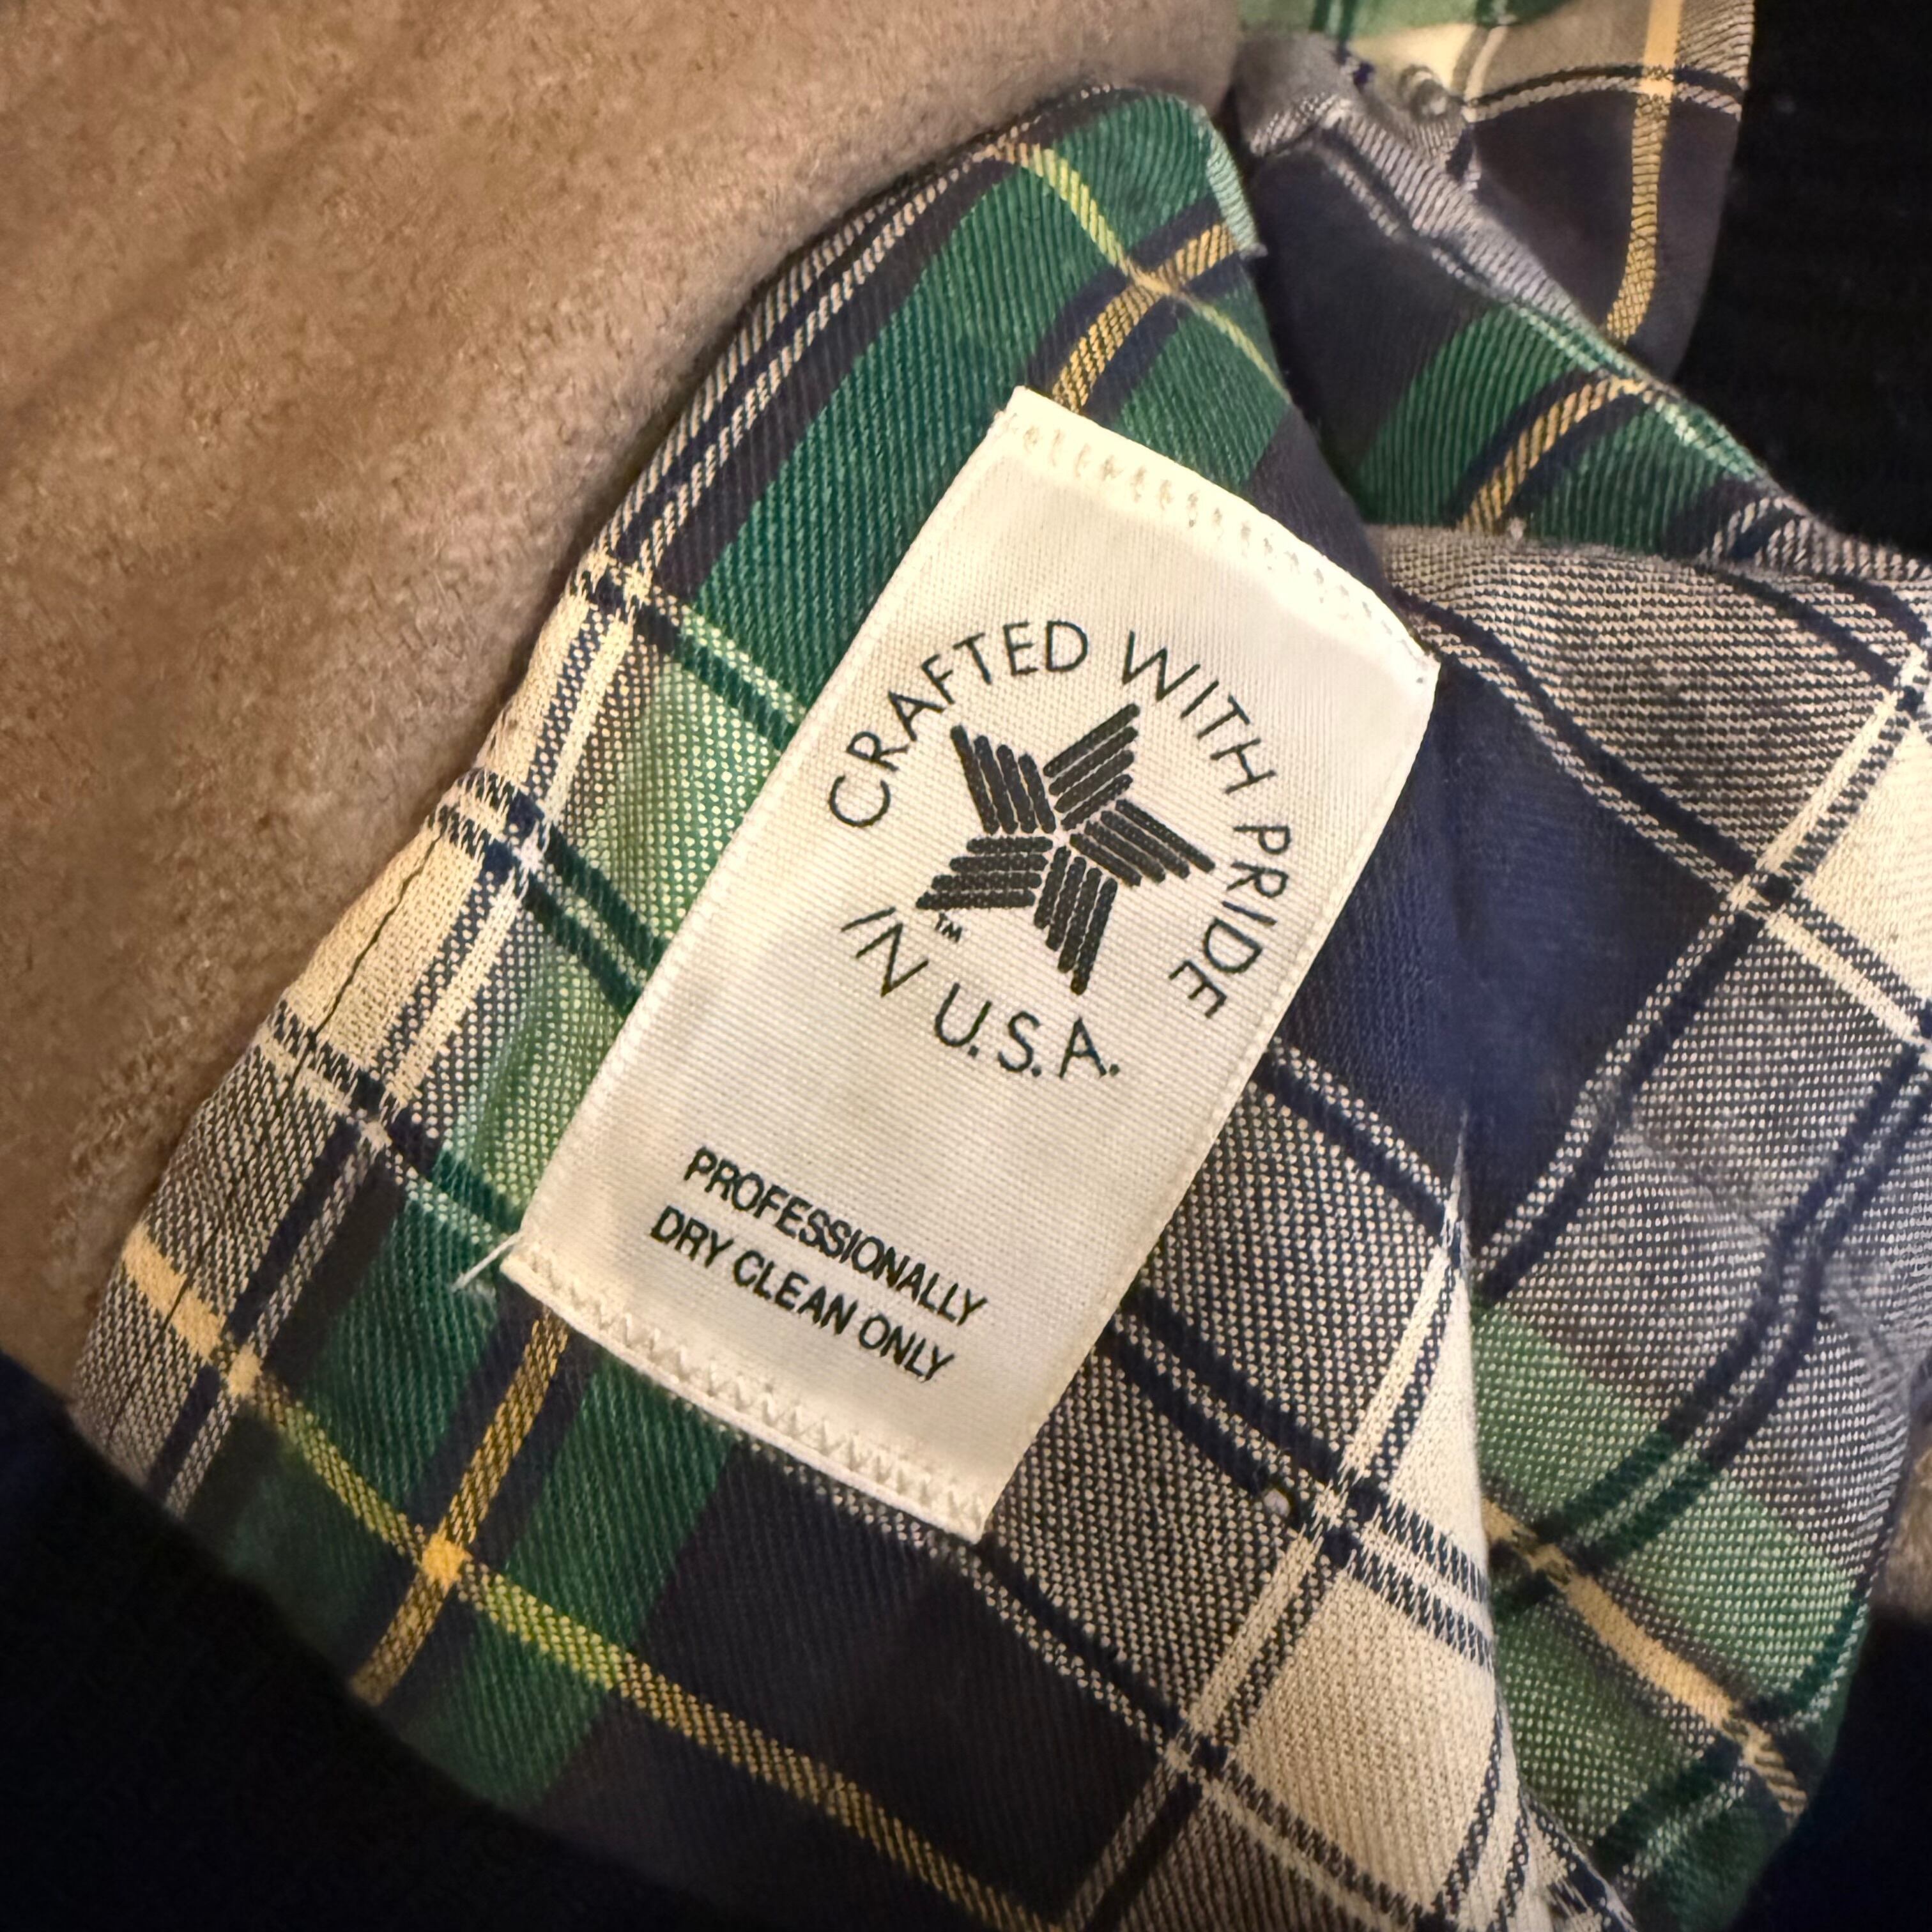 CRAFTED WITH PRIDE
IN U.S.A.
TM
PROFESSIONALLY
DRY CLEAN ONLY